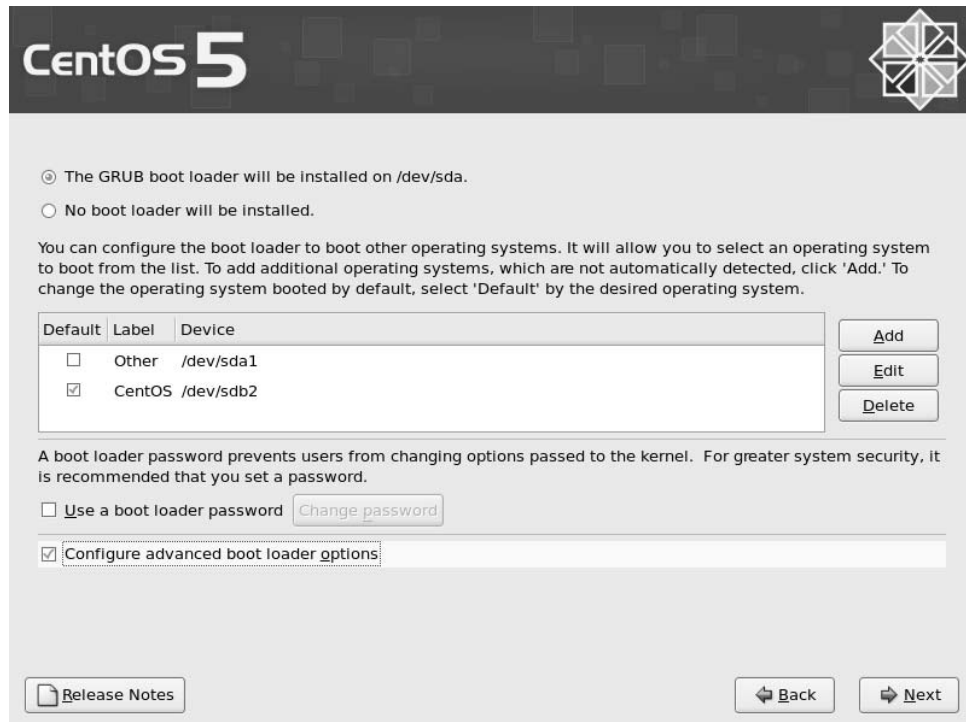 CentOS 5
The GRUB boot loader will be installed on /dev/sda.
No boot loader will be installed.
You can configure the boot loader to boot other operating systems. It will allow you to select an operating system
to boot from the list. To add additional operating systems, which are not automatically detected, click 'Add.' To
change the operating system booted by default, select 'Default' by the desired operating system.
Default Label Device
Add
Other /dev/sda1
Edit
CentOS /dev/sdb2
Delete
A boot loader password prevents users from changing options passed to the kernel. For greater system security, it
is recommended that you set a password.
Use a boot loader password Change password
Configure advanced boot loader options
Release Notes Back Next